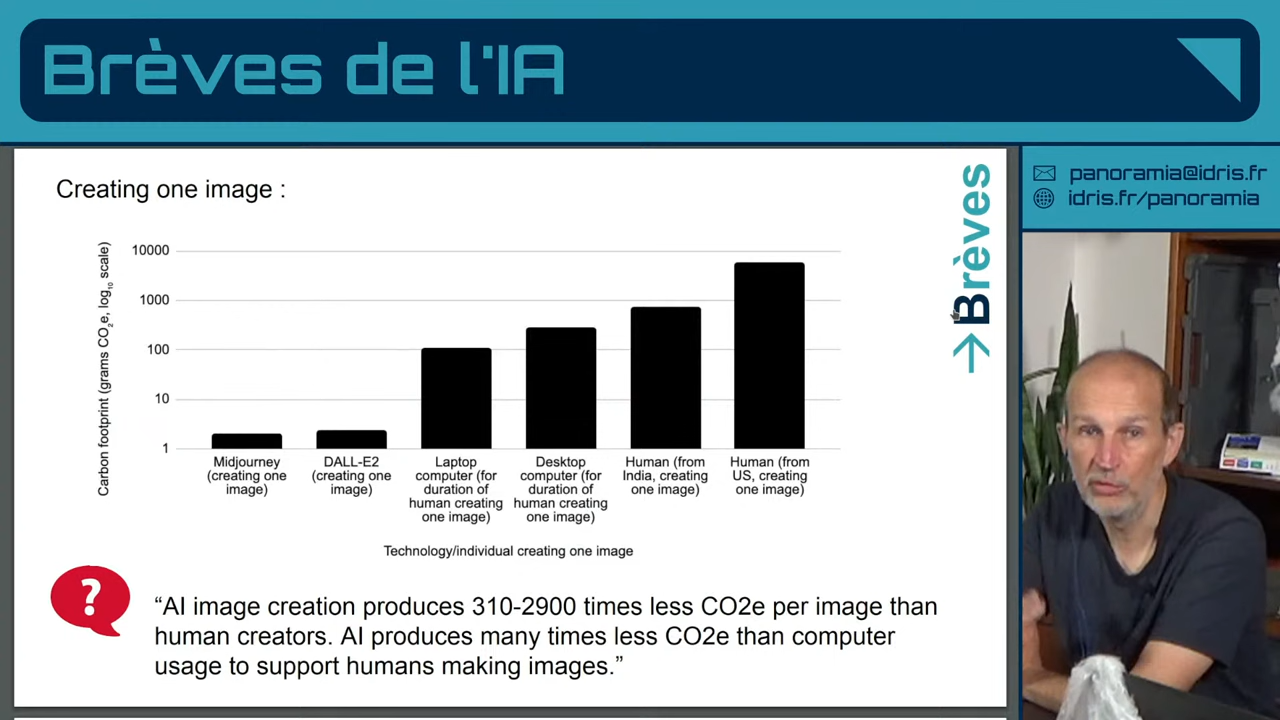 Brèves de l'IA
panoramia@idris.fr
idris.fr/panoramia
→Brèves
Creating one image :
Carbon footprint (grams CO2e, log10 scale)
10000
1000
100
10
1
Midjourney
(creating one
image)
DALL-E2
(creating one
image)
Laptop
computer (for
duration of
human creating
one image)
Desktop
computer (for
duration of
human creating
one image)
Human (from
India, creating
one image)
Human (from
US, creating
one image)
Technology/individual creating one image
?
“AI image creation produces 310-2900 times less CO2e per image than
human creators. AI produces many times less CO2e than computer
usage to support humans making images.”